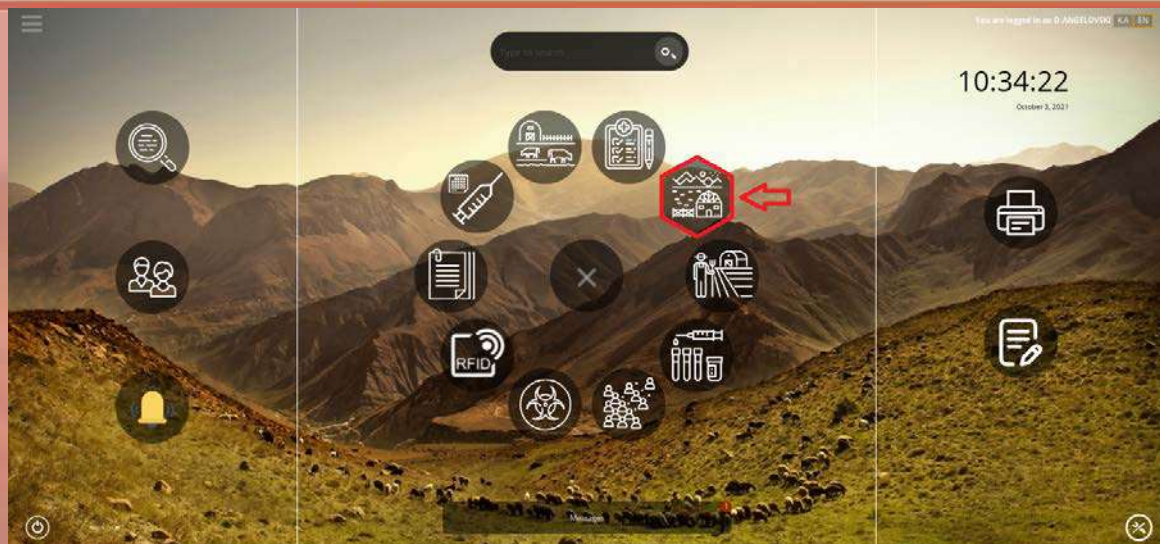 You are logged in as D.ANGELOVSKI KA EN
Type to search
10:34:22
October 3, 2021
RFID
Messages